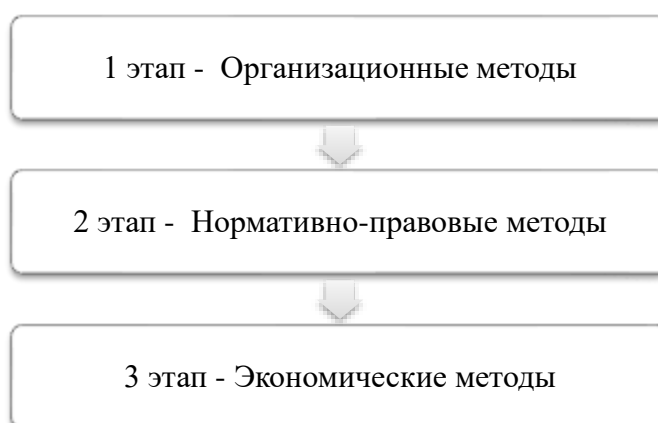 1 этап - Организационные методы
2 этап - Нормативно-правовые методы
3 этап - Экономические методы